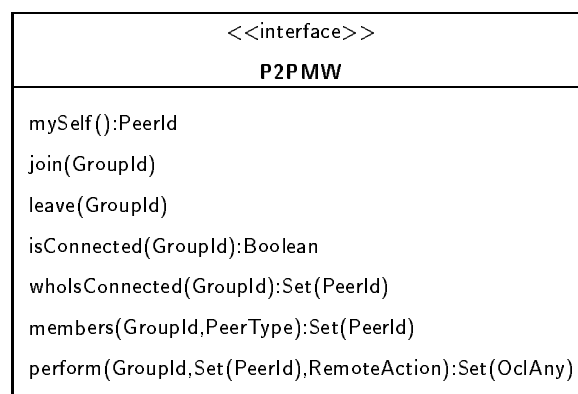 <<interface>>
P2PMW
mySelf():PeerId
join(GroupId)
leave(GroupId)
isConnected(GroupId):Boolean
whoIsConnected(GroupId):Set(PeerId)
members(GroupId,PeerType):Set(PeerId)
perform(GroupId,Set(PeerId),RemoteAction):Set(OclAny)